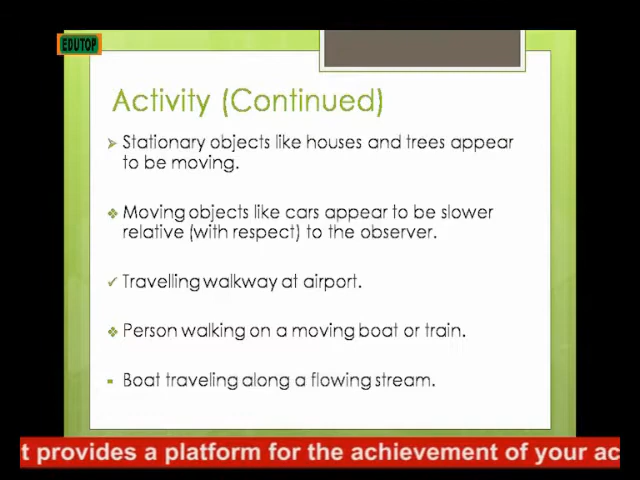 EDUTOP
Activity (Continued)
Stationary objects like houses and trees appear
to be moving.
Moving objects like cars appear to be slower
relative (with respect) to the observer.
Travelling walkway at airport.
Person walking on a moving boat or train.
Boat traveling along a flowing stream.
t provides a platform for the achievement of your ac